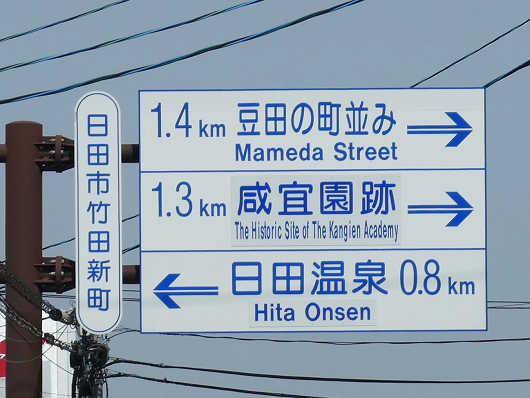 日田市竹田新町
1.4 km 豆田の町並み
Mameda Street
1.3 km 咸宜園跡
The Historic Site of The Kangien Academy
日田温泉 0.8 km
Hita Onsen